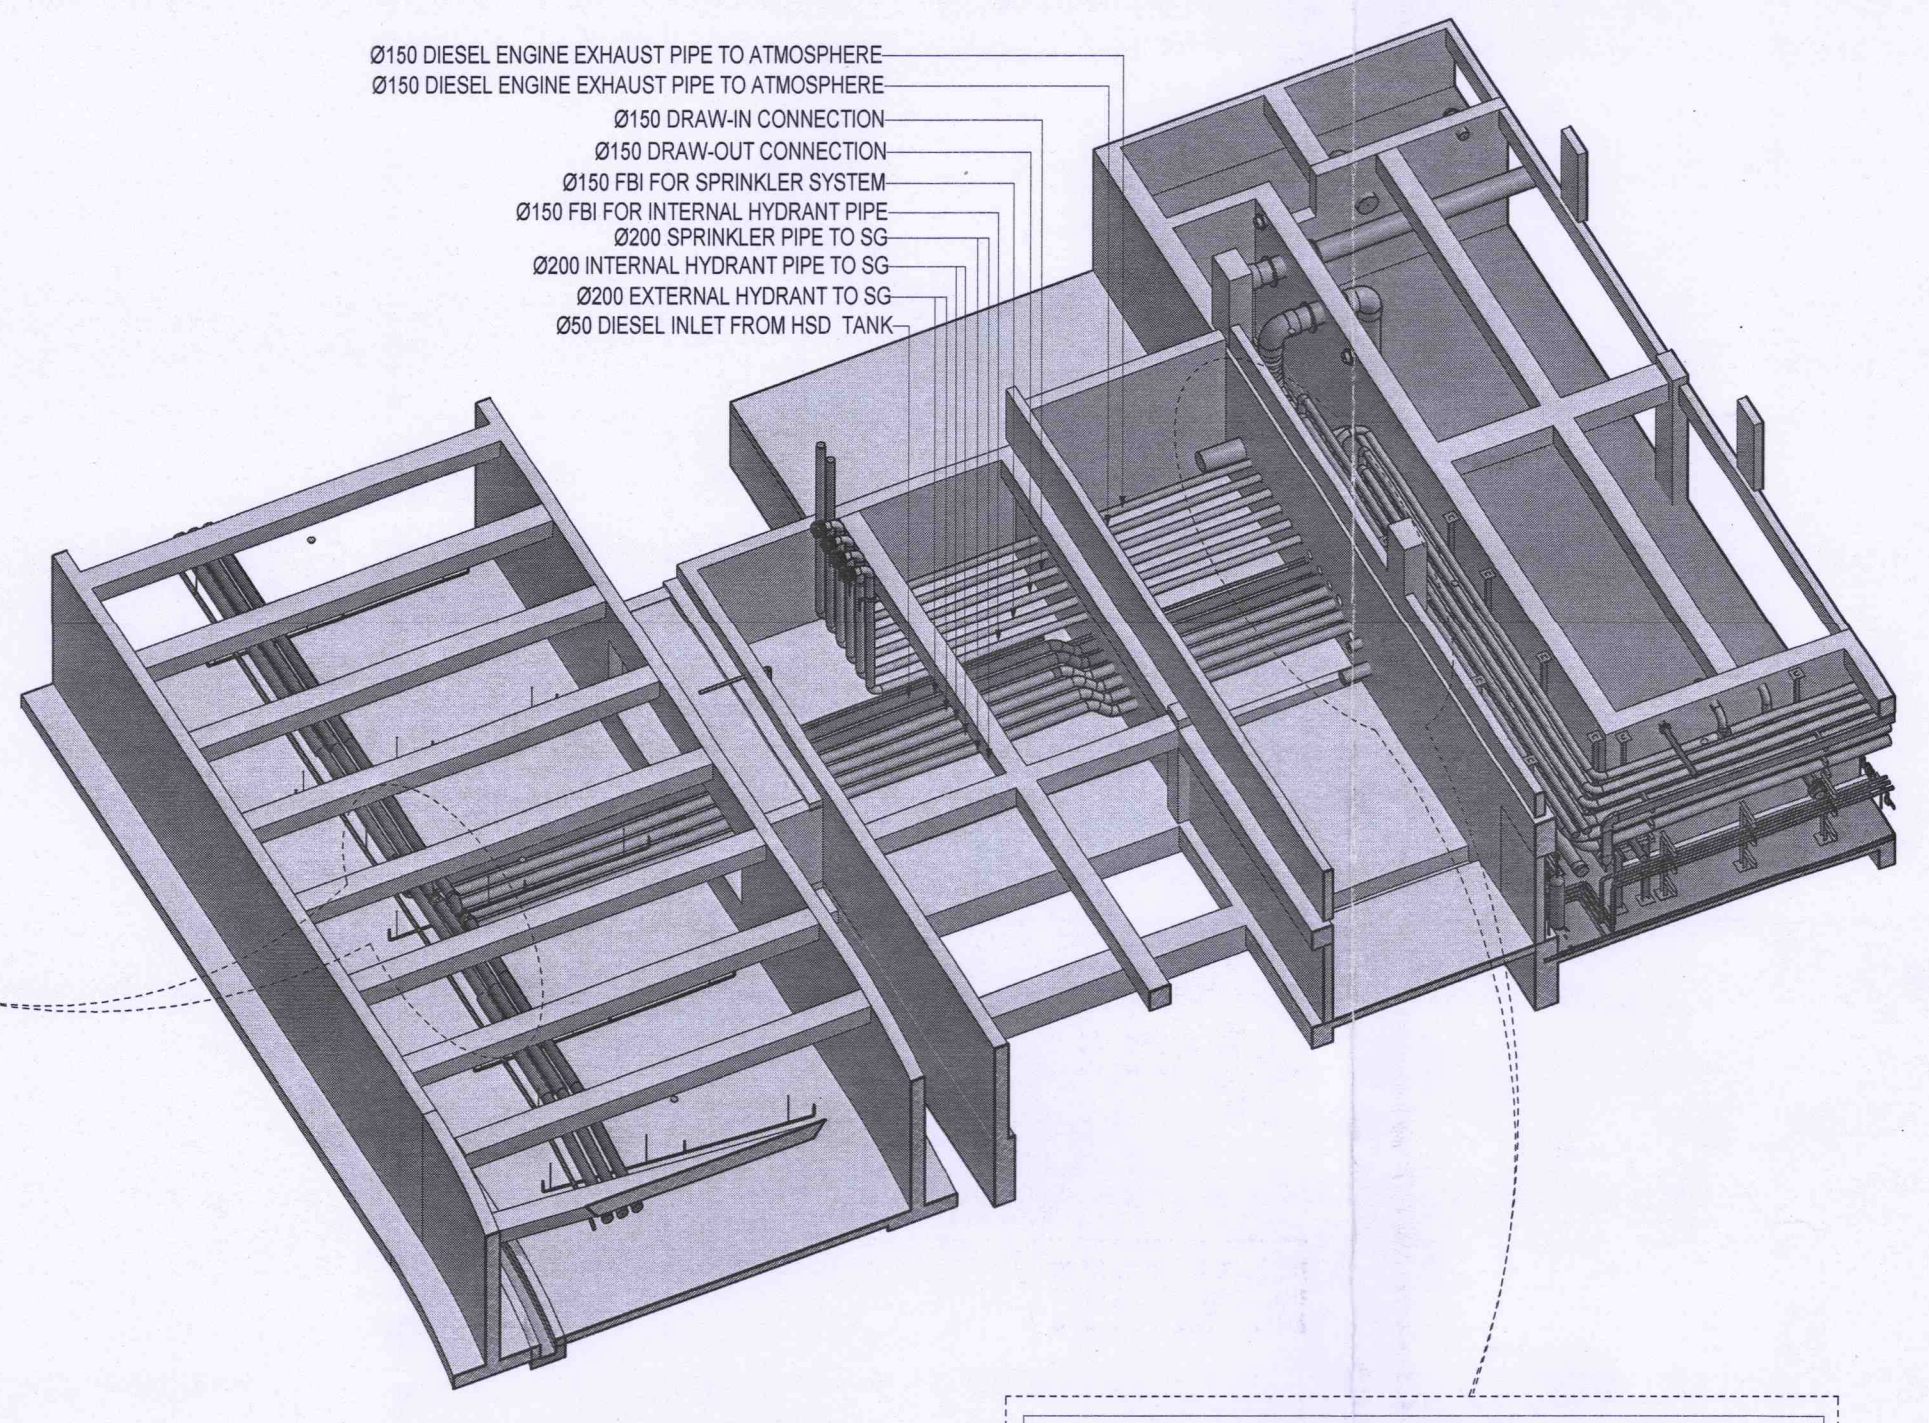 Ø150 DIESEL ENGINE EXHAUST PIPE TO ATMOSPHERE
Ø150 DIESEL ENGINE EXHAUST PIPE TO ATMOSPHERE
Ø150 DRAW-IN CONNECTION
Ø150 DRAW-OUT CONNECTION
Ø150 FBI FOR SPRINKLER SYSTEM
Ø150 FBI FOR INTERNAL HYDRANT PIPE
Ø200 SPRINKLER PIPE TO SG
Ø200 INTERNAL HYDRANT PIPE TO SG
Ø200 EXTERNAL HYDRANT TO SG
Ø50 DIESEL INLET FROM HSD TANK